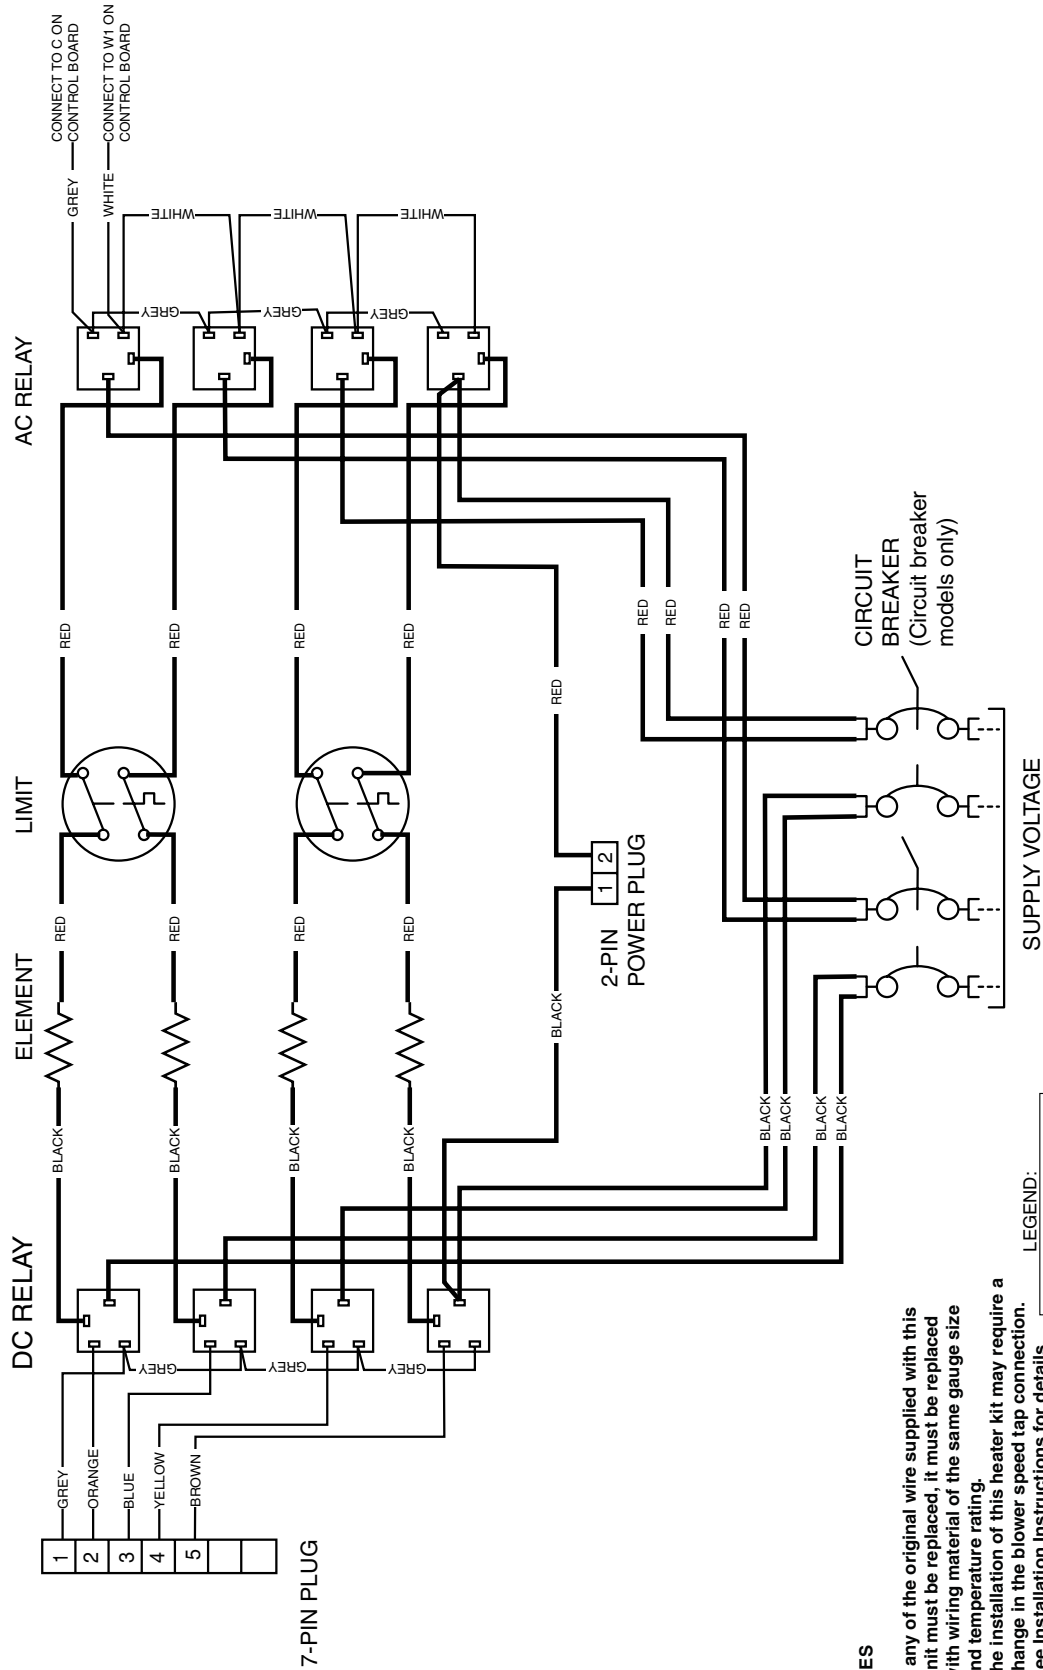 DC RELAY
ELEMENT
LIMIT
AC RELAY
CONNECT TO C ON
CONTROL BOARD
GREY
CONNECT TO W1 ON
CONTROL BOARD
WHITE
WHITE
WHITE
WHITE
GREY
GREY
GREY
BLACK
RED
RED
BLACK
RED
RED
BLACK
RED
RED
BLACK
RED
RED
7-PIN PLUG
1
2
3
4
5
GREY
ORANGE
BLUE
YELLOW
BROWN
GREY
GREY
GREY
BLACK
RED
1 2
2-PIN
POWER PLUG
RED
RED
RED
RED
BLACK
BLACK
BLACK
BLACK
CIRCUIT
BREAKER
(Circuit breaker
models only)
SUPPLY VOLTAGE
LEGEND:
any of the original wire supplied with this
must be replaced, it must be replaced
wiring material of the same gauge size
temperature rating.
installation of this heater kit may require a
in the blower speed tap connection.
Installation Instructions for details